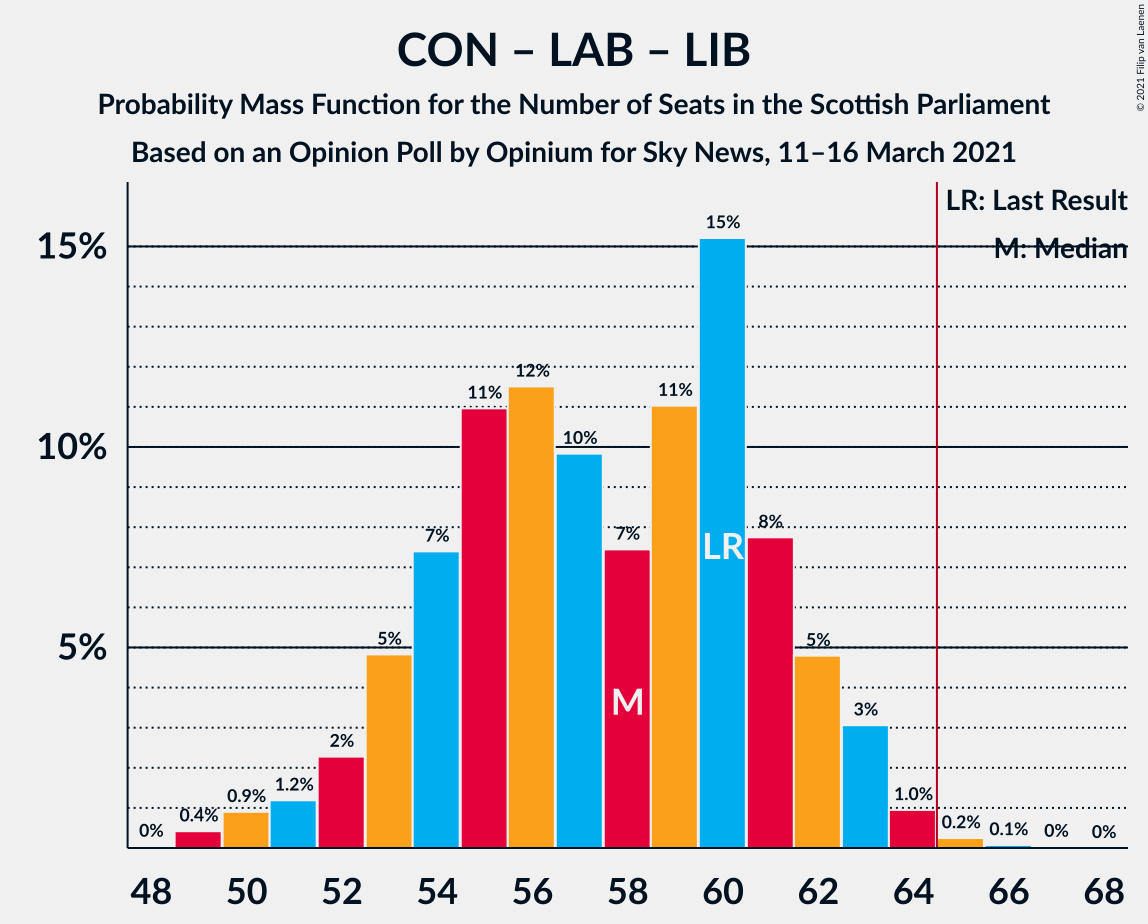 CON – LAB – LIB
Probability Mass Function for the Number of Seats in the Scottish Parliament
Based on an Opinion Poll by Opinium for Sky News, 11–16 March 2021
© 2021 Filip van Laenen
LR: Last Result
M: Median
15%
10%
5%
0%
0.4%
0.9%
1.2%
2%
5%
7%
11%
12%
10%
7%
11%
15%
8%
5%
3%
1.0%
0.2%
0.1%
0%
0%
LR
M
48 50 52 54 56 58 60 62 64 66 68